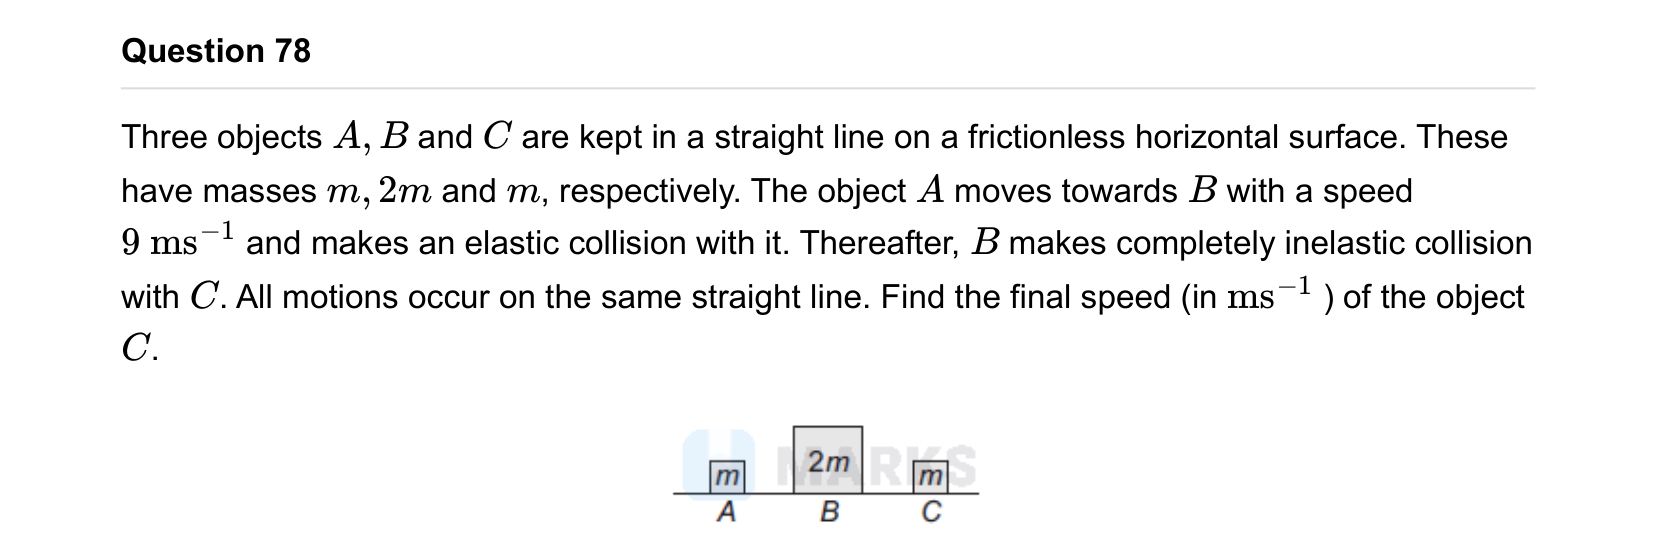 Question 78
Three objects A, B and C are kept in a straight line on a frictionless horizontal surface. These
have masses m, 2m and m, respectively. The object A moves towards B with a speed
9 ms⁻¹ and makes an elastic collision with it. Thereafter, B makes completely inelastic collision
with C. All motions occur on the same straight line. Find the final speed (in ms⁻¹ ) of the object
C.
MARKS
m 2m m
A B C